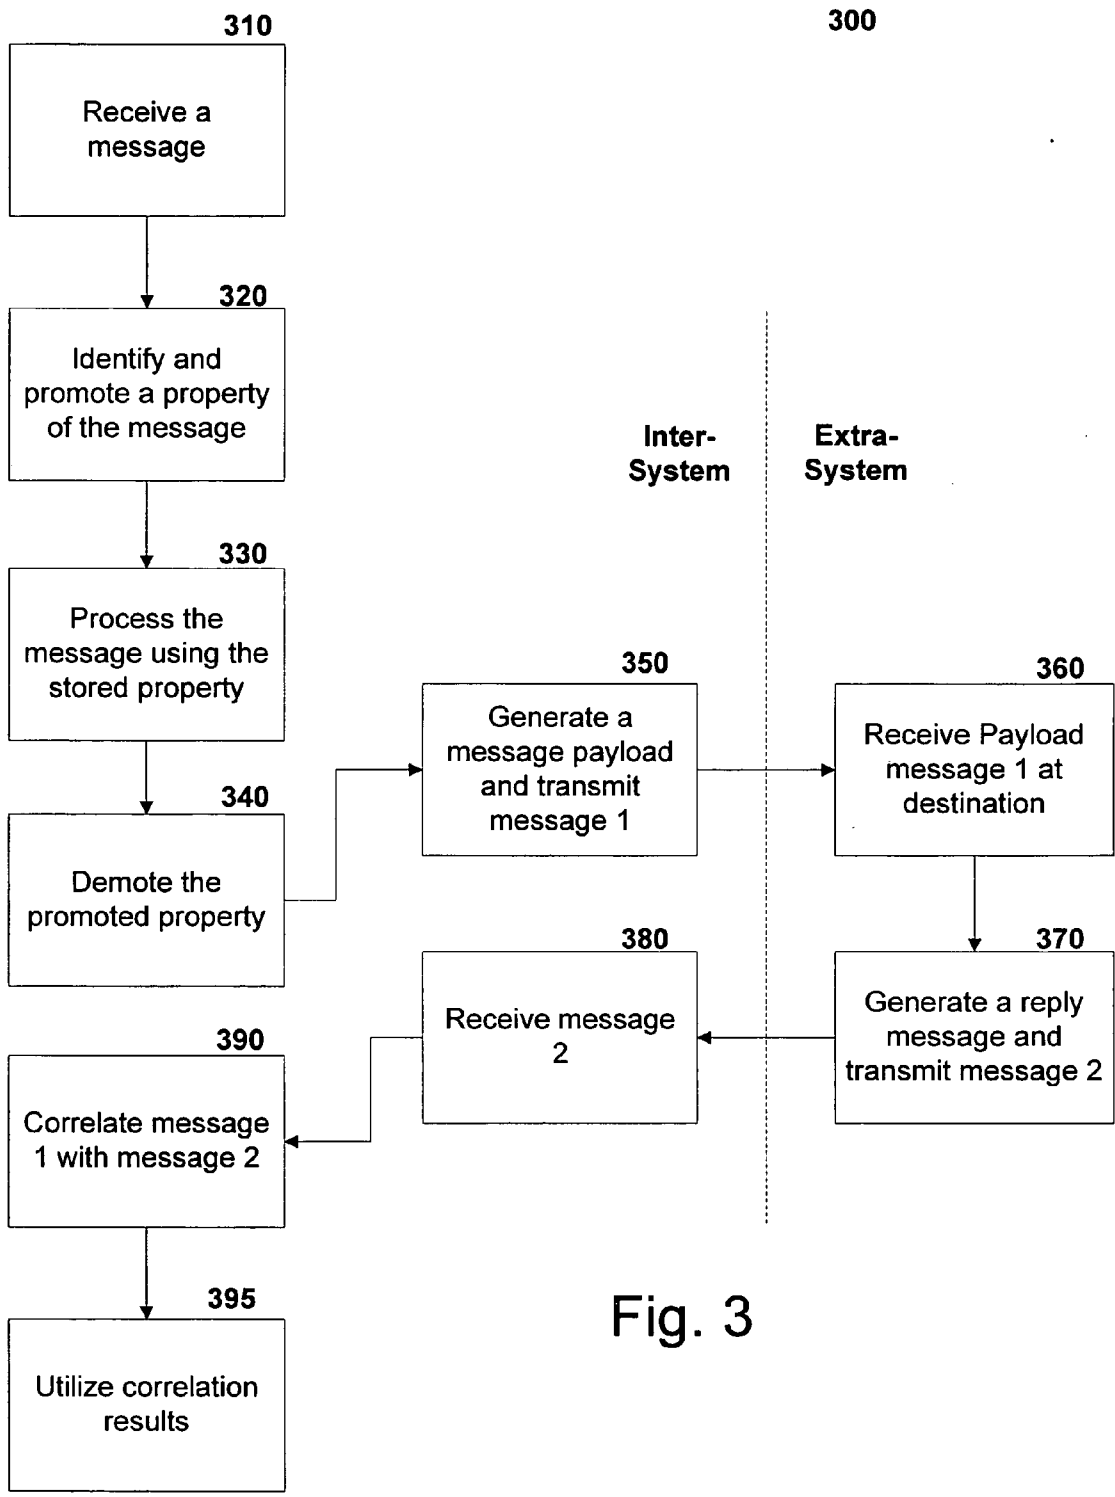 310
300
Receive a
message
320
Identify and
promote a property
of the message
Inter-
System
Extra-
System
330
Process the
message using the
stored property
340
Demote the
promoted property
350
Generate a
message payload
and transmit
message 1
360
Receive Payload
message 1 at
destination
370
Generate a reply
message and
transmit message 2
380
Receive message
2
390
Correlate message
1 with message 2
395
Utilize correlation
results
Fig. 3